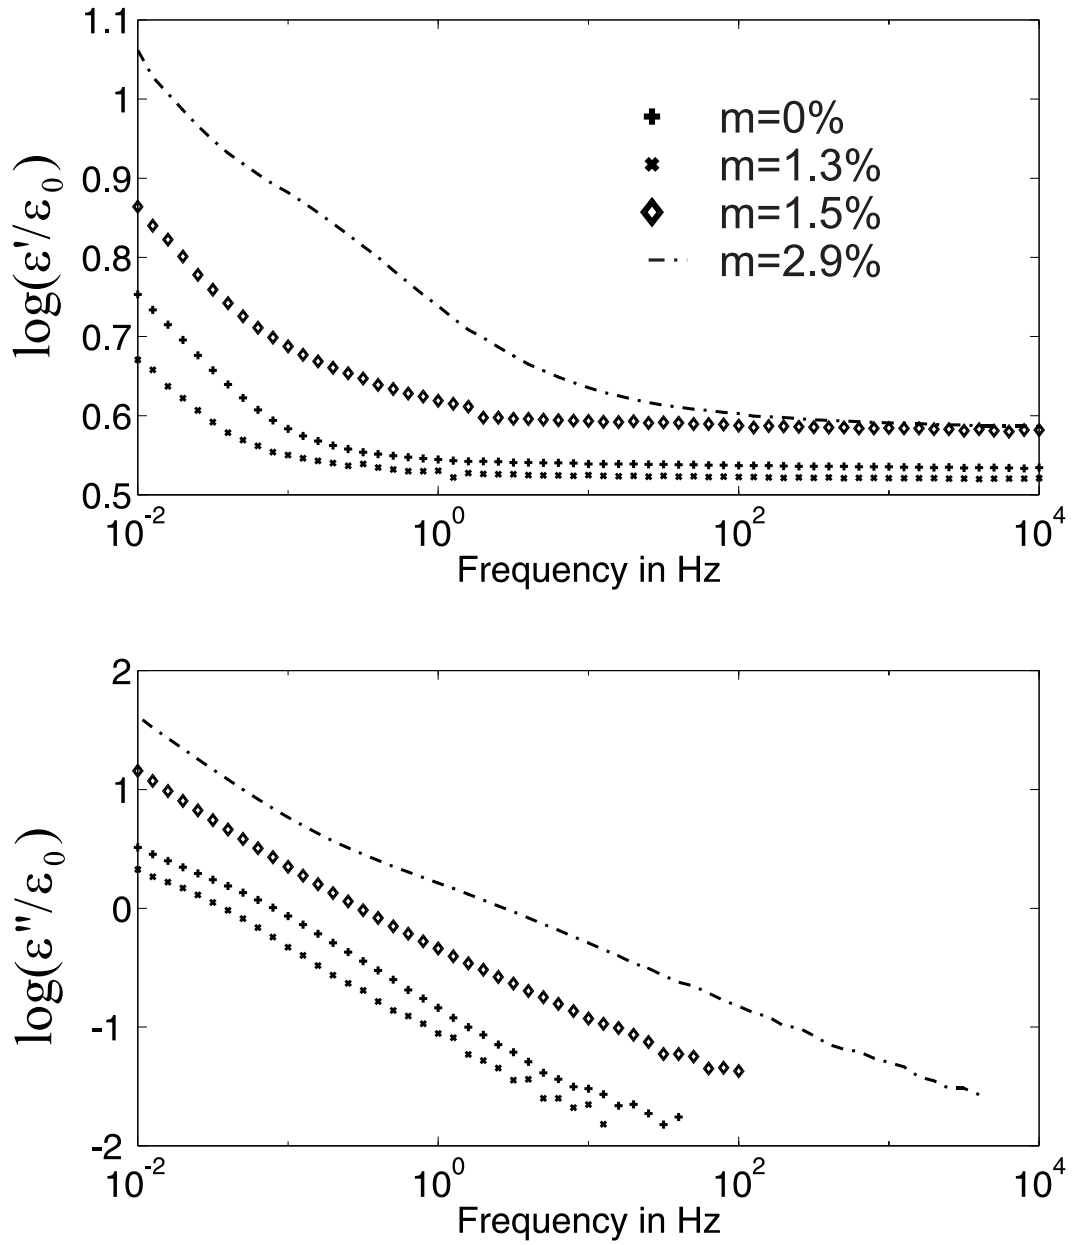 1.1
1
0.9
0.8
0.7
0.6
0.5
log(ε'/ε₀)
m=0%
m=1.3%
m=1.5%
m=2.9%
10⁻² 10⁰ 10² 10⁴
Frequency in Hz
2
1
0
-1
-2
log(ε''/ε₀)
10⁻² 10⁰ 10² 10⁴
Frequency in Hz